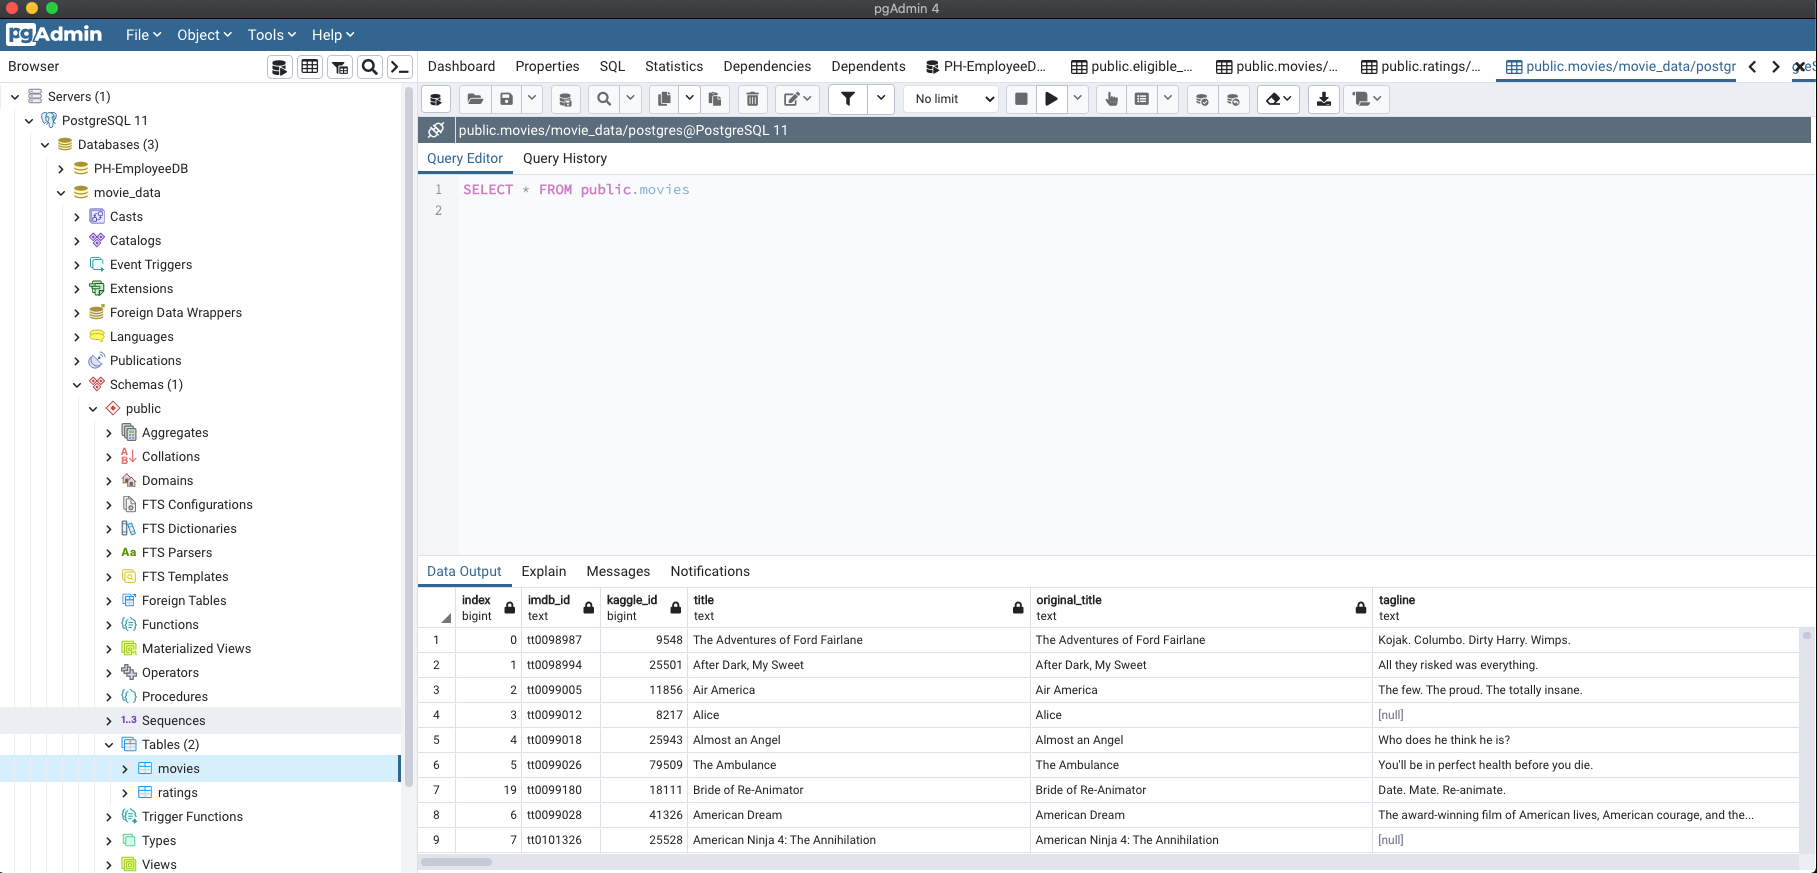 pgAdmin 4
pgAdmin File Object Tools Help
Browser
Dashboard Properties SQL Statistics Dependencies Dependents PH-EmployeeD... public.eligible_... public.movies/... public.ratings/... public.movies/movie_data/postgr
No limit
public.movies/movie_data/postgres@PostgreSQL 11
Query Editor Query History
1 SELECT * FROM public.movies
2
Servers (1)
PostgreSQL 11
Databases (3)
PH-EmployeeDB
movie_data
Casts
Catalogs
Event Triggers
Extensions
Foreign Data Wrappers
Languages
Publications
Schemas (1)
public
Aggregates
Collations
Domains
FTS Configurations
FTS Dictionaries
Aa FTS Parsers
FTS Templates
Foreign Tables
Functions
Materialized Views
Operators
Procedures
1..3 Sequences
Tables (2)
movies
ratings
Trigger Functions
Types
Views
Data Output Explain Messages Notifications
index bigint imdb_id text kaggle_id bigint title text original_title text tagline text
1 0 tt0098987 9548 The Adventures of Ford Fairlane The Adventures of Ford Fairlane Kojak. Columbo. Dirty Harry. Wimps.
2 1 tt0098994 25501 After Dark, My Sweet After Dark, My Sweet All they risked was everything.
3 2 tt0099005 11856 Air America Air America The few. The proud. The totally insane.
4 3 tt0099012 8217 Alice Alice [null]
5 4 tt0099018 25943 Almost an Angel Almost an Angel Who does he think he is?
6 5 tt0099026 79509 The Ambulance The Ambulance You'll be in perfect health before you die.
7 19 tt0099180 18111 Bride of Re-Animator Bride of Re-Animator Date. Mate. Re-animate.
8 6 tt0099028 41326 American Dream American Dream The award-winning film of American lives, American courage, and the...
9 7 tt0101326 25528 American Ninja 4: The Annihilation American Ninja 4: The Annihilation [null]